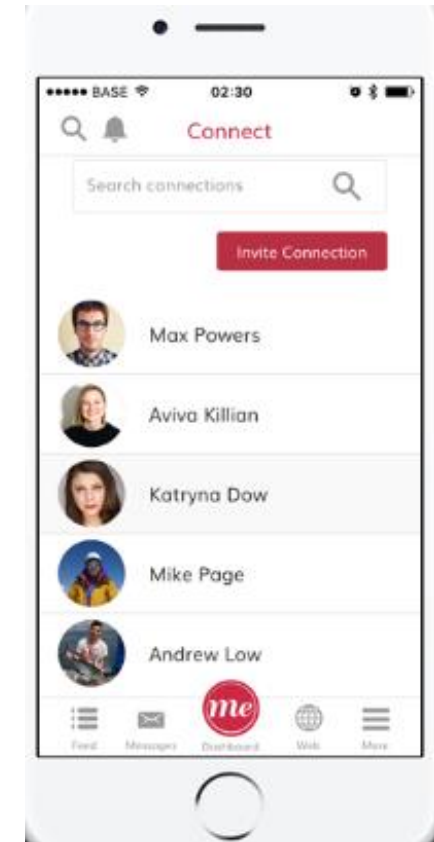 BASE 02:30
Connect
Search connections
Invite Connection
Max Powers
Aviva Killian
Katryna Dow
Mike Page
Andrew Low
me
Feed Messages Dashboard Web More